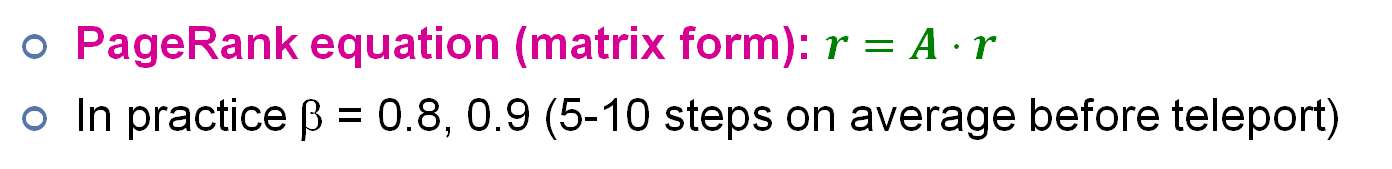 PageRank equation (matrix form): r = A · r
In practice β = 0.8, 0.9 (5-10 steps on average before teleport)